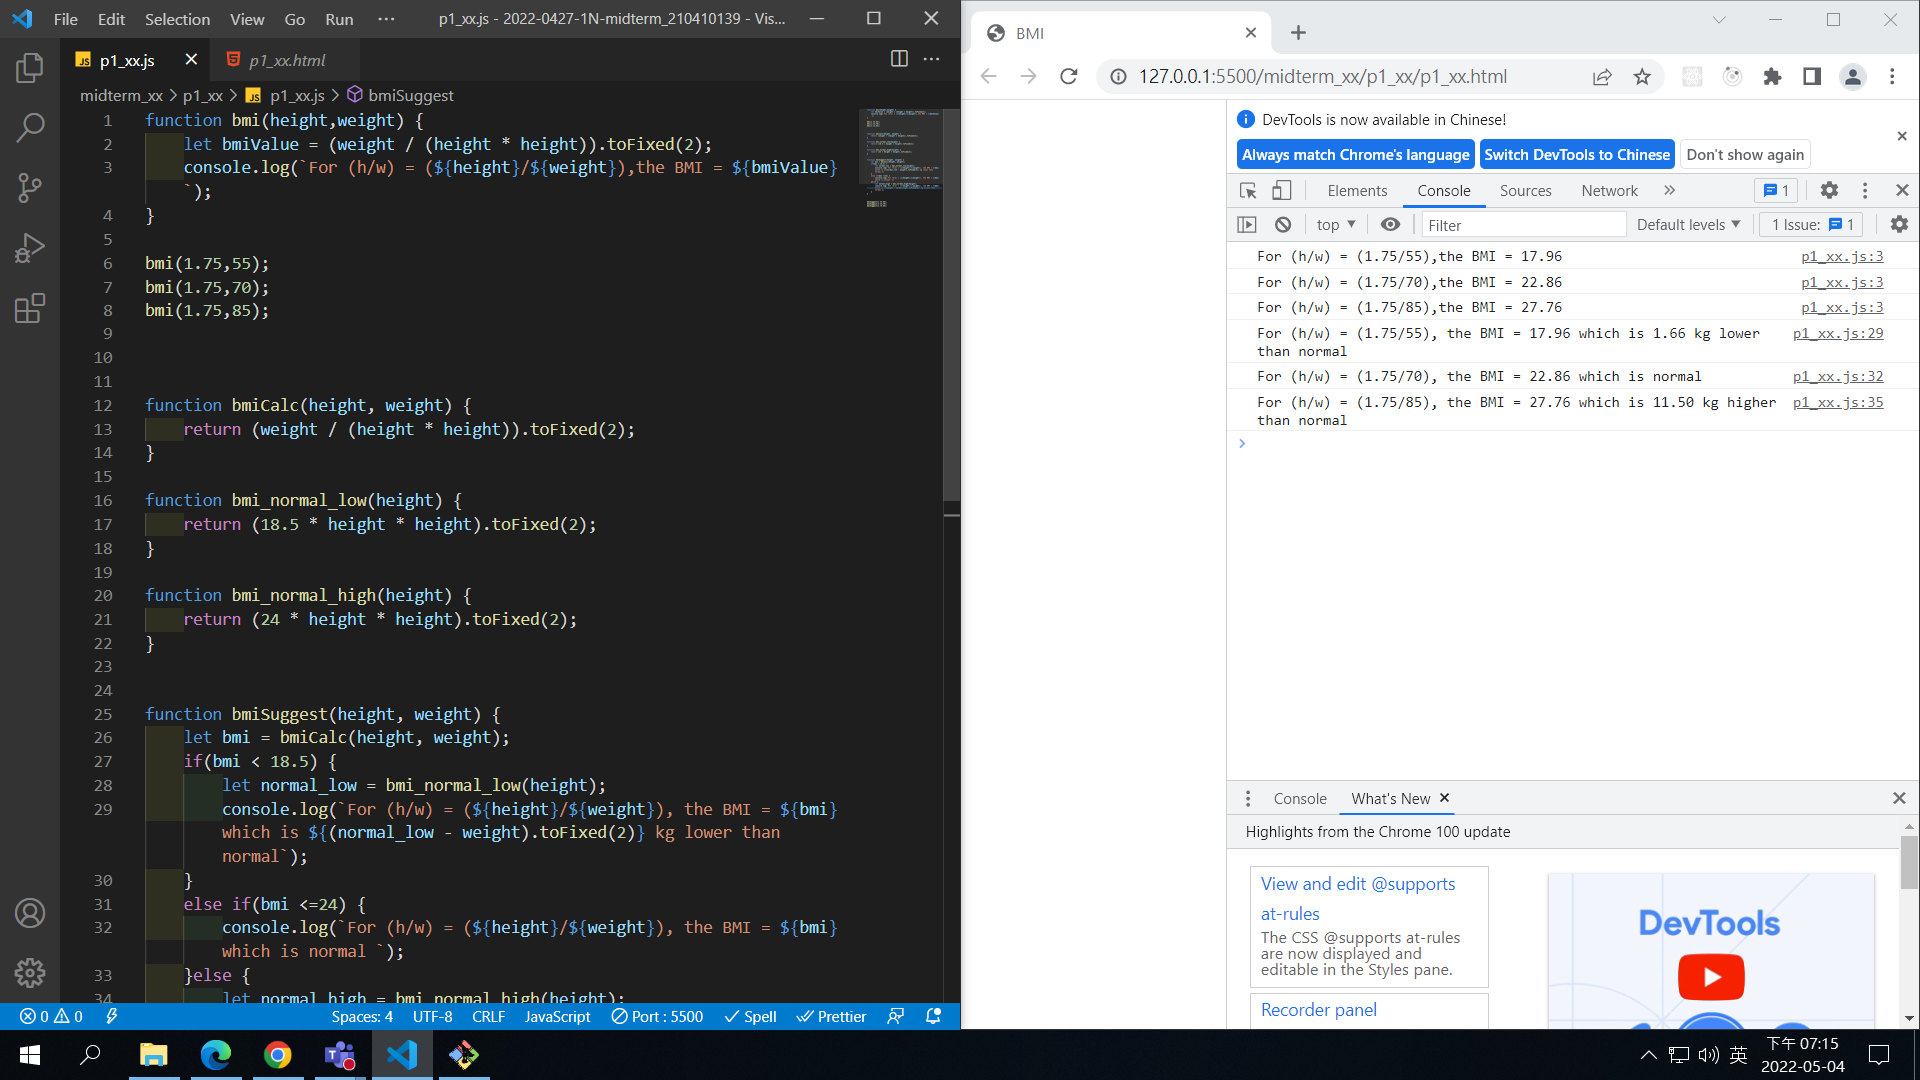 File Edit Selection View Go Run ··· p1_xx.js - 2022-0427-1N-midterm_210410139 - Vis...
JS p1_xx.js p1_xx.html
midterm_xx > p1_xx > JS p1_xx.js > bmiSuggest
1 function bmi(height,weight) {
2 let bmiValue = (weight / (height * height)).toFixed(2);
3 console.log(`For (h/w) = (${height}/${weight}),the BMI = ${bmiValue}
`);
4 }
5
6 bmi(1.75,55);
7 bmi(1.75,70);
8 bmi(1.75,85);
9
10
11
12 function bmiCalc(height, weight) {
13 return (weight / (height * height)).toFixed(2);
14 }
15
16 function bmi_normal_low(height) {
17 return (18.5 * height * height).toFixed(2);
18 }
19
20 function bmi_normal_high(height) {
21 return (24 * height * height).toFixed(2);
22 }
23
24
25 function bmiSuggest(height, weight) {
26 let bmi = bmiCalc(height, weight);
27 if(bmi < 18.5) {
28 let normal_low = bmi_normal_low(height);
29 console.log(`For (h/w) = (${height}/${weight}), the BMI = ${bmi}
which is ${(normal_low - weight).toFixed(2)} kg lower than
normal`);
30 }
31 else if(bmi <=24) {
32 console.log(`For (h/w) = (${height}/${weight}), the BMI = ${bmi}
which is normal `);
33 }else {
34 let normal_high = bmi_normal_high(height);
0 0 Spaces: 4 UTF-8 CRLF JavaScript Port : 5500 Spell Prettier
BMI
127.0.0.1:5500/midterm_xx/p1_xx/p1_xx.html
DevTools is now available in Chinese!
Always match Chrome's language Switch DevTools to Chinese Don't show again
Elements Console Sources Network » 1
top Filter Default levels 1 Issue: 1
For (h/w) = (1.75/55),the BMI = 17.96 p1_xx.js:3
For (h/w) = (1.75/70),the BMI = 22.86 p1_xx.js:3
For (h/w) = (1.75/85),the BMI = 27.76 p1_xx.js:3
For (h/w) = (1.75/55), the BMI = 17.96 which is 1.66 kg lower p1_xx.js:29
than normal
For (h/w) = (1.75/70), the BMI = 22.86 which is normal p1_xx.js:32
For (h/w) = (1.75/85), the BMI = 27.76 which is 11.50 kg higher p1_xx.js:35
than normal
Console What's New
Highlights from the Chrome 100 update
View and edit @supports
at-rules
The CSS @supports at-rules
are now displayed and
editable in the Styles pane.
Recorder panel
DevTools
英 下午 07:15
2022-05-04